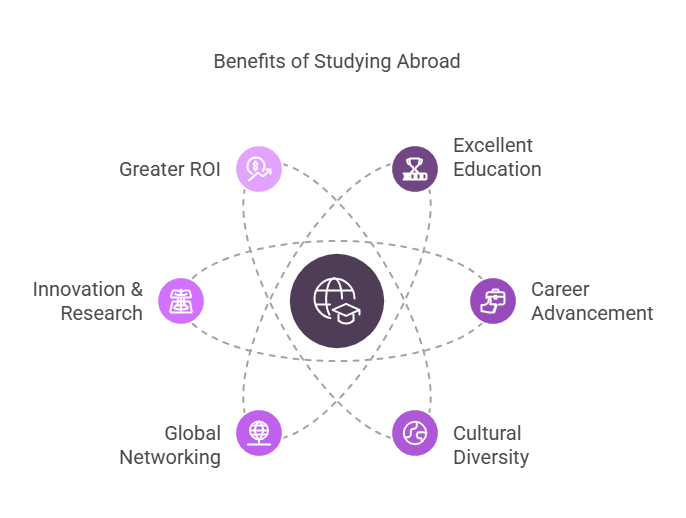 Benefits of Studying Abroad
Greater ROI
Excellent
Education
Innovation &
Research
Career
Advancement
Global
Networking
Cultural
Diversity